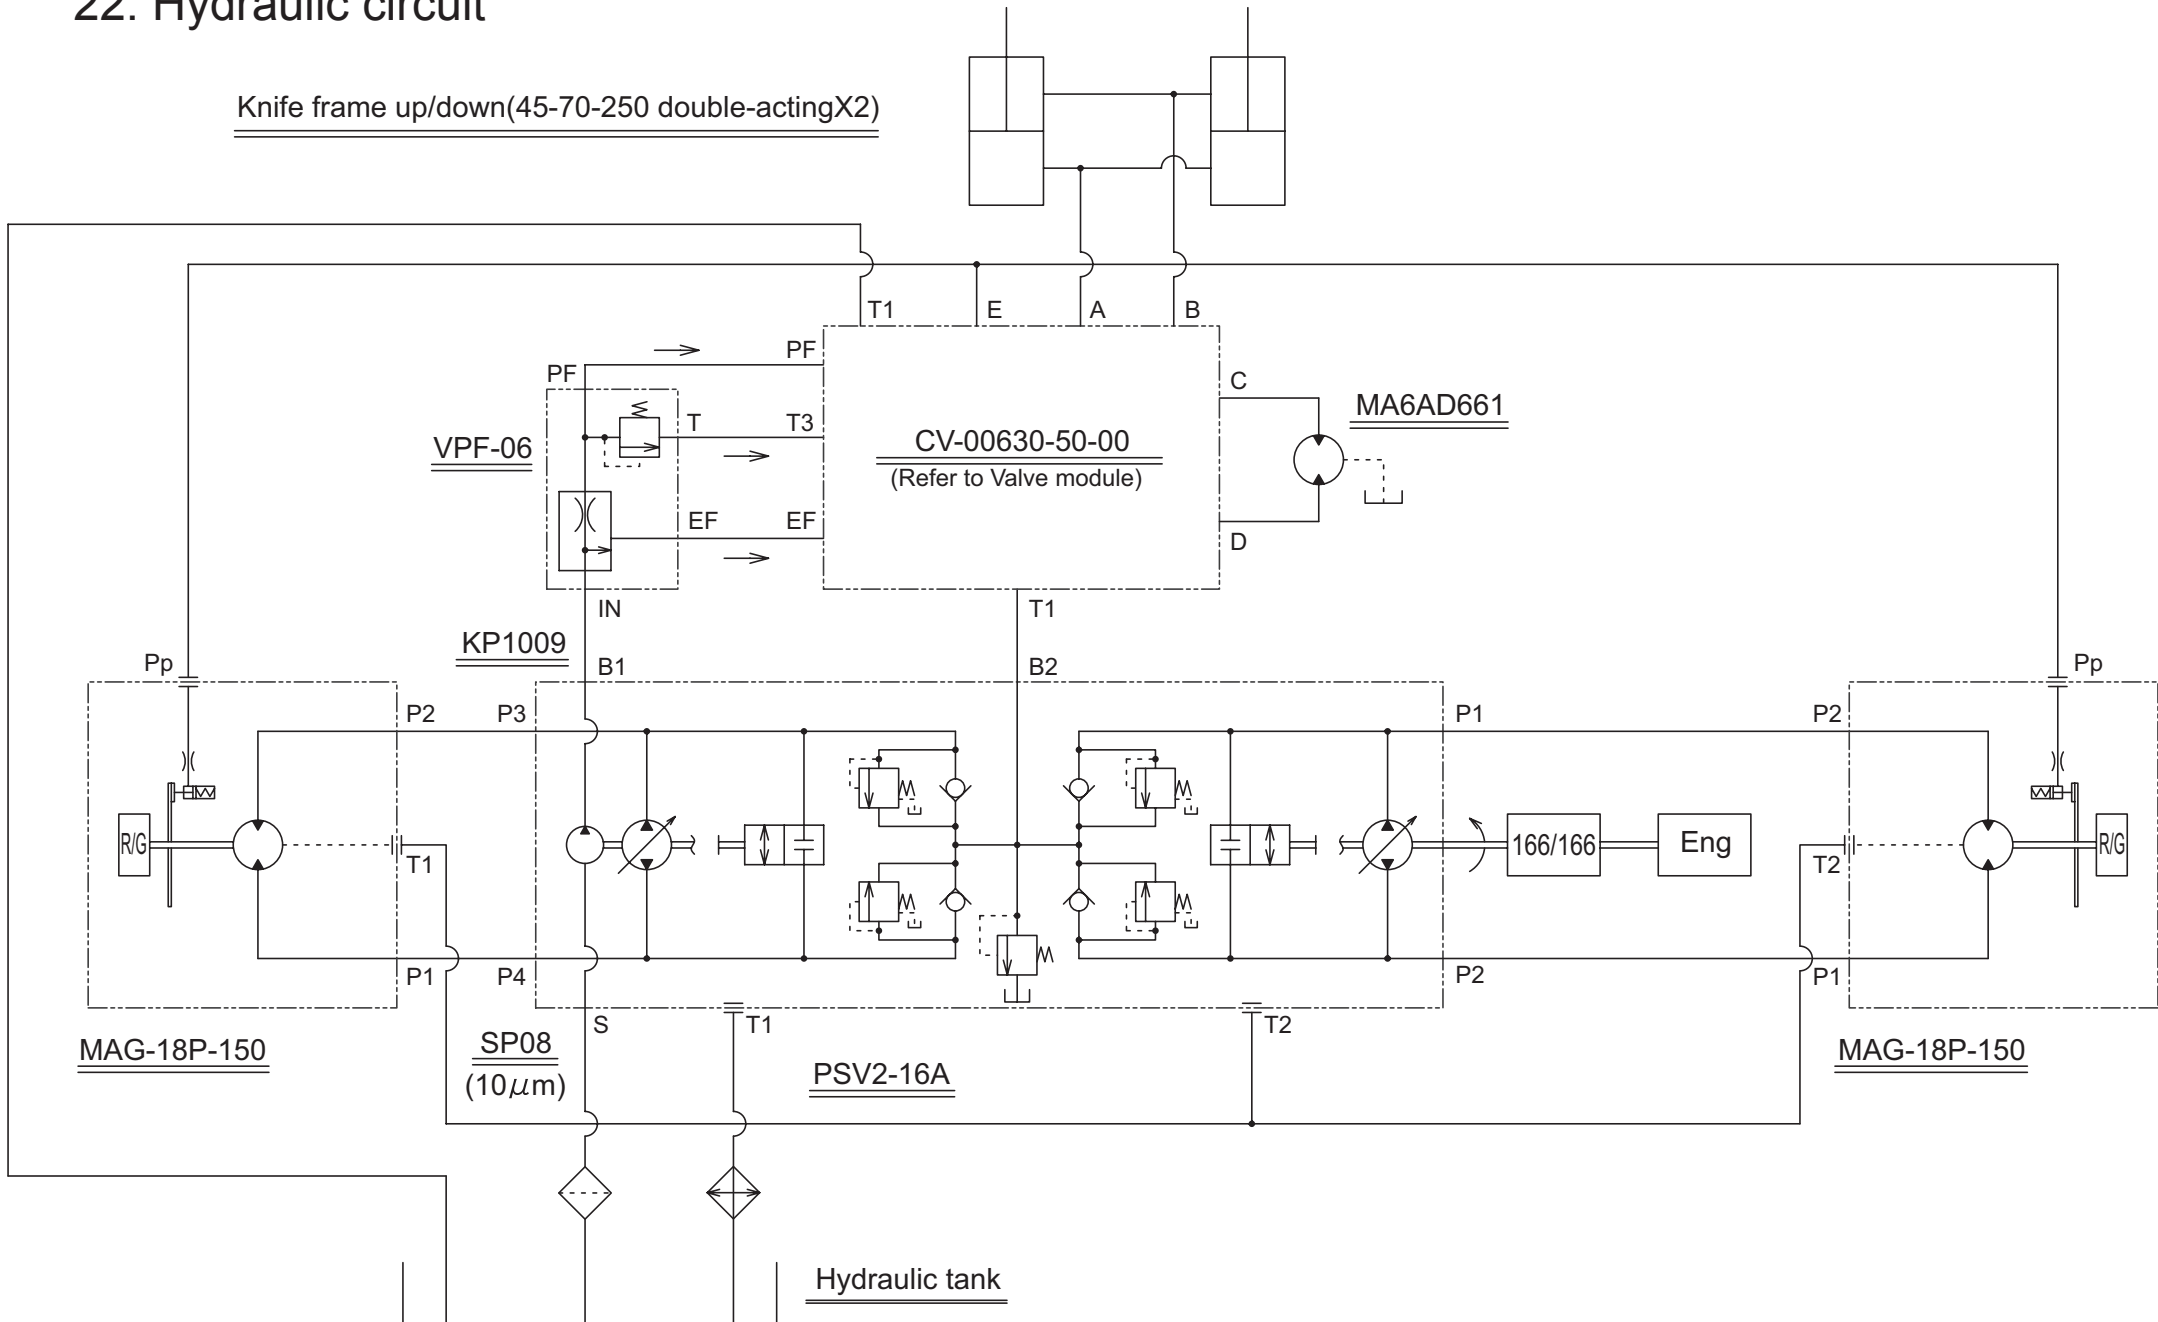 22. Hydraulic circuit
Knife frame up/down(45-70-250 double-actingX2)
T1
E
A
B
PF
PF
C
MA6AD661
T
T3
VPF-06
CV-00630-50-00
(Refer to Valve module)
EF
EF
D
IN
T1
KP1009
Pp
B1
B2
Pp
P2
P3
P1
P2
R/G
T1
166/166
Eng
T2
R/G
P1
P4
P2
P1
S
T1
T2
MAG-18P-150
SP08
(10μm)
PSV2-16A
MAG-18P-150
Hydraulic tank